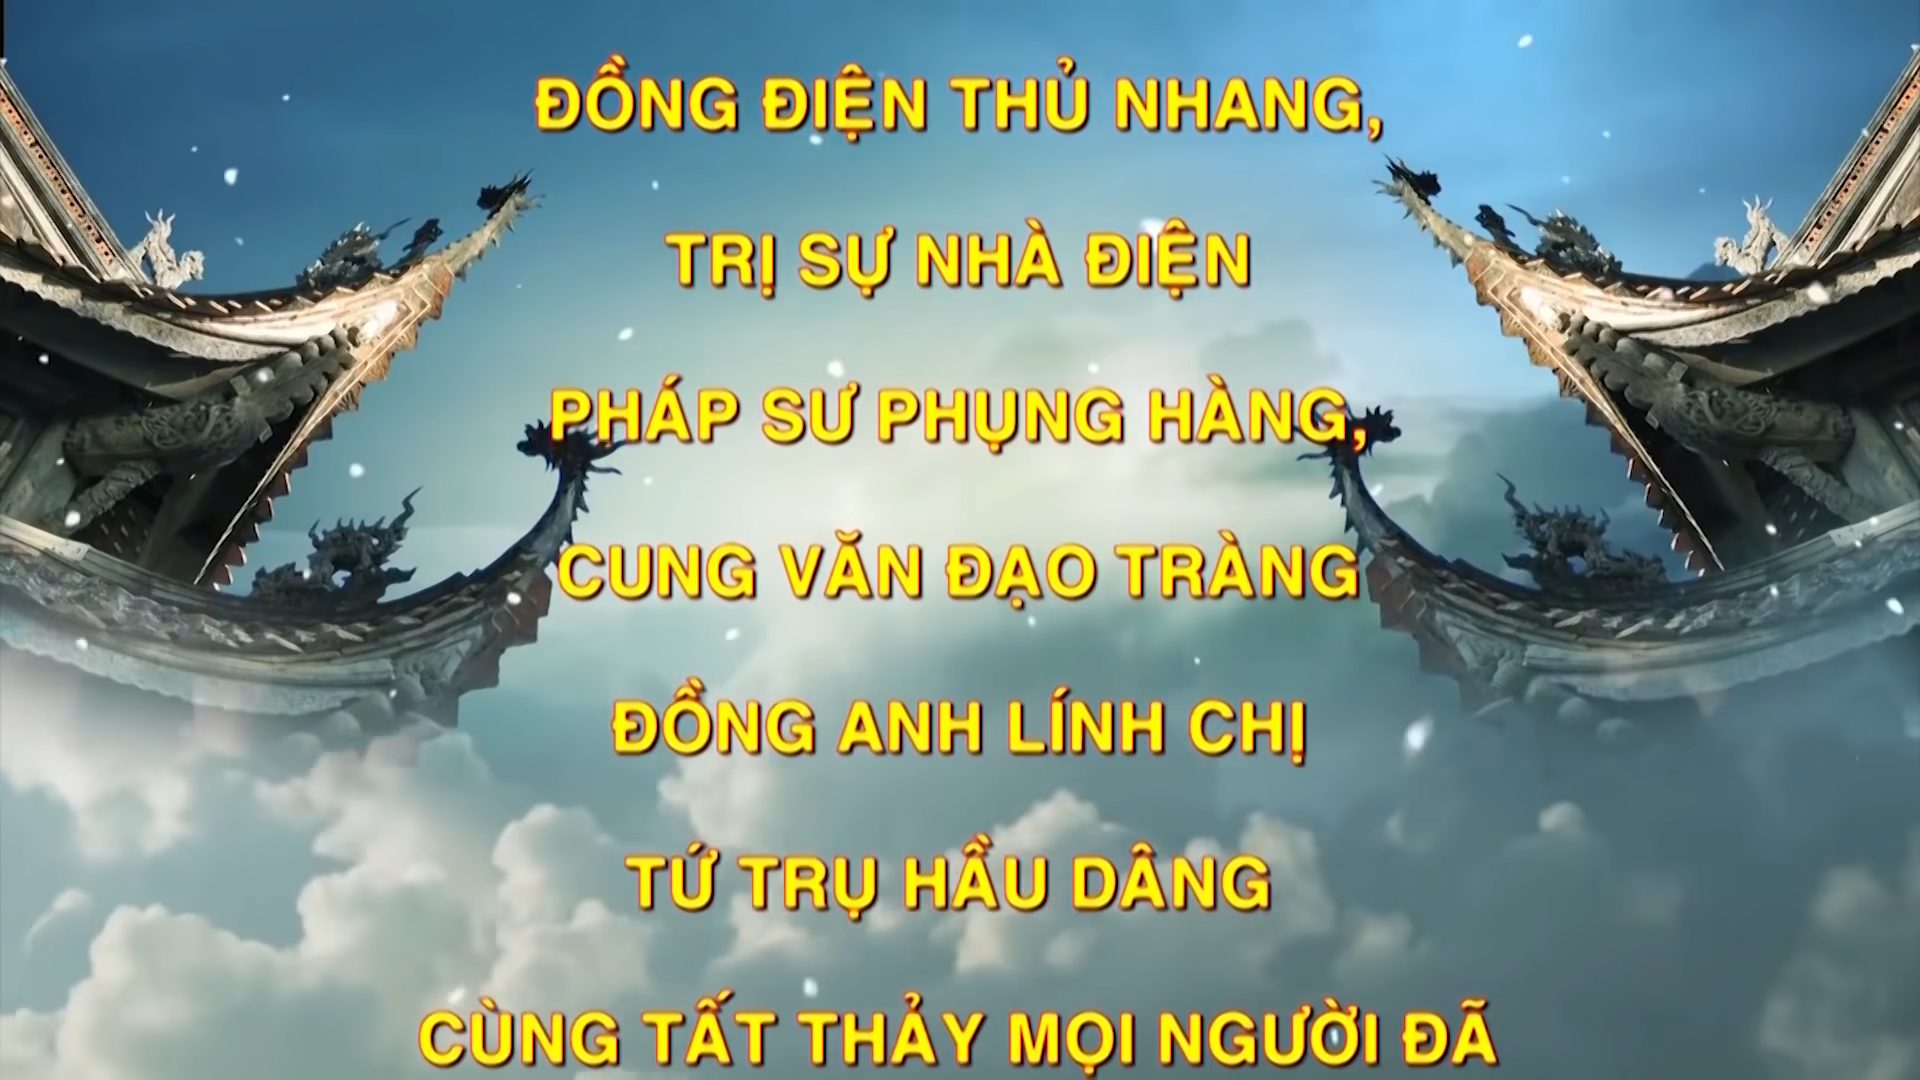 ĐỒNG ĐIỆN THỦ NHANG,
TRỊ SỰ NHÀ ĐIỆN
PHÁP SƯ PHỤNG HÀNG,
CUNG VĂN ĐẠO TRÀNG
ĐỒNG ANH LÍNH CHỊ
TỨ TRỤ HẦU DÂNG
CÙNG TẤT THẢY MỌI NGƯỜI ĐÃ